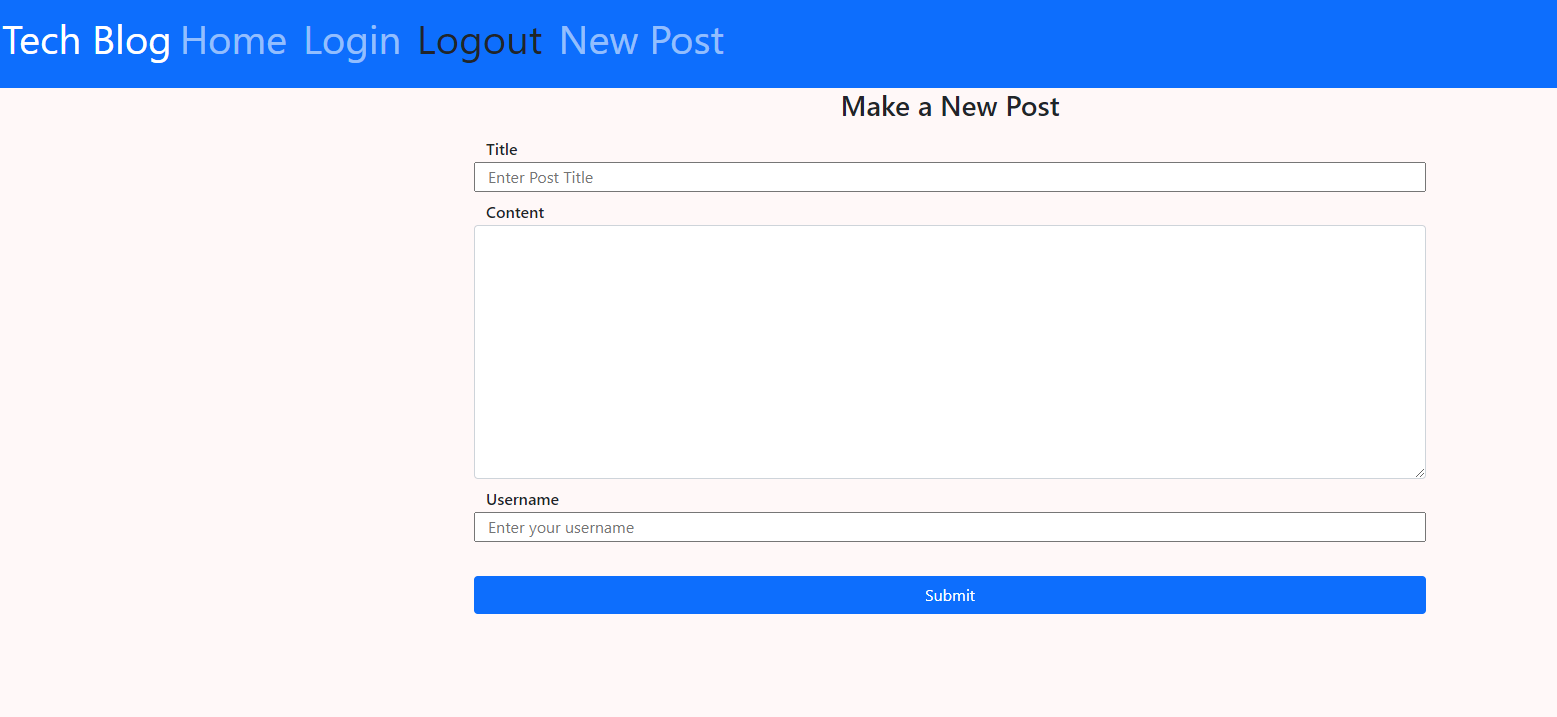 Tech Blog Home Login Logout New Post
Make a New Post
Title
Enter Post Title
Content
Username
Enter your username
Submit